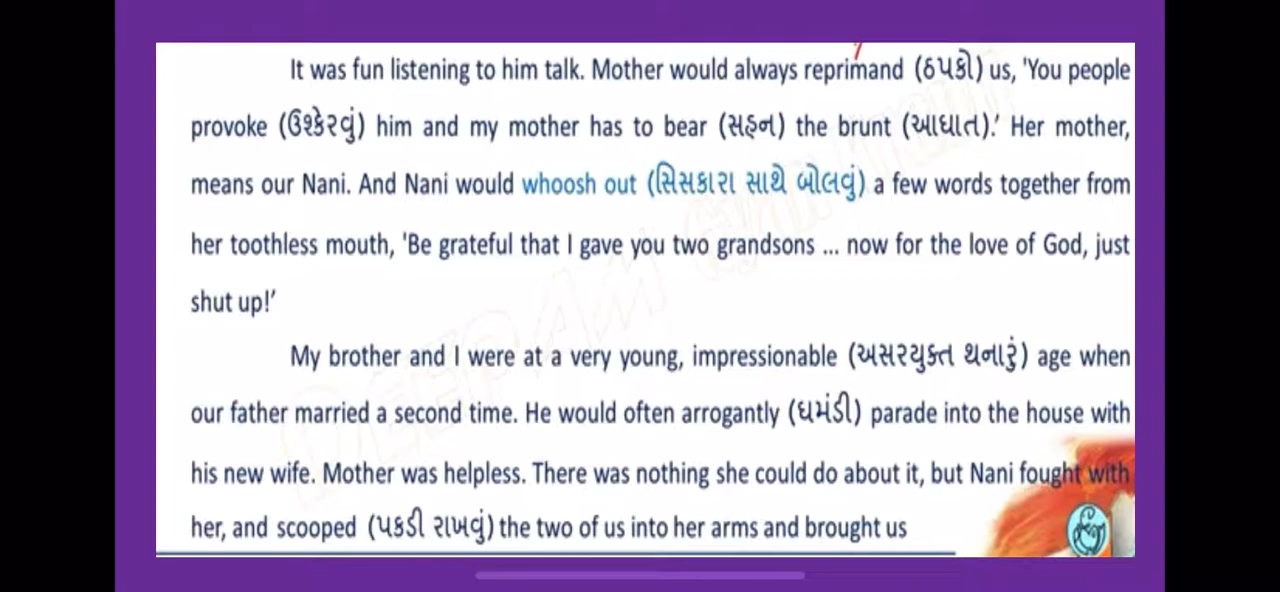 It was fun listening to him talk. Mother would always reprimand (ઠપકો) us, 'You people
provoke (ઉશ્કેરવું) him and my mother has to bear (સહન) the brunt (આઘાત).' Her mother,
means our Nani. And Nani would whoosh out (સિસકારા સાથે બોલવું) a few words together from
her toothless mouth, 'Be grateful that I gave you two grandsons ... now for the love of God, just
shut up!'
My brother and I were at a very young, impressionable (અસરયુક્ત થનારું) age when
our father married a second time. He would often arrogantly (ઘમંડી) parade into the house with
his new wife. Mother was helpless. There was nothing she could do about it, but Nani fought with
her, and scooped (પકડી રાખવું) the two of us into her arms and brought us